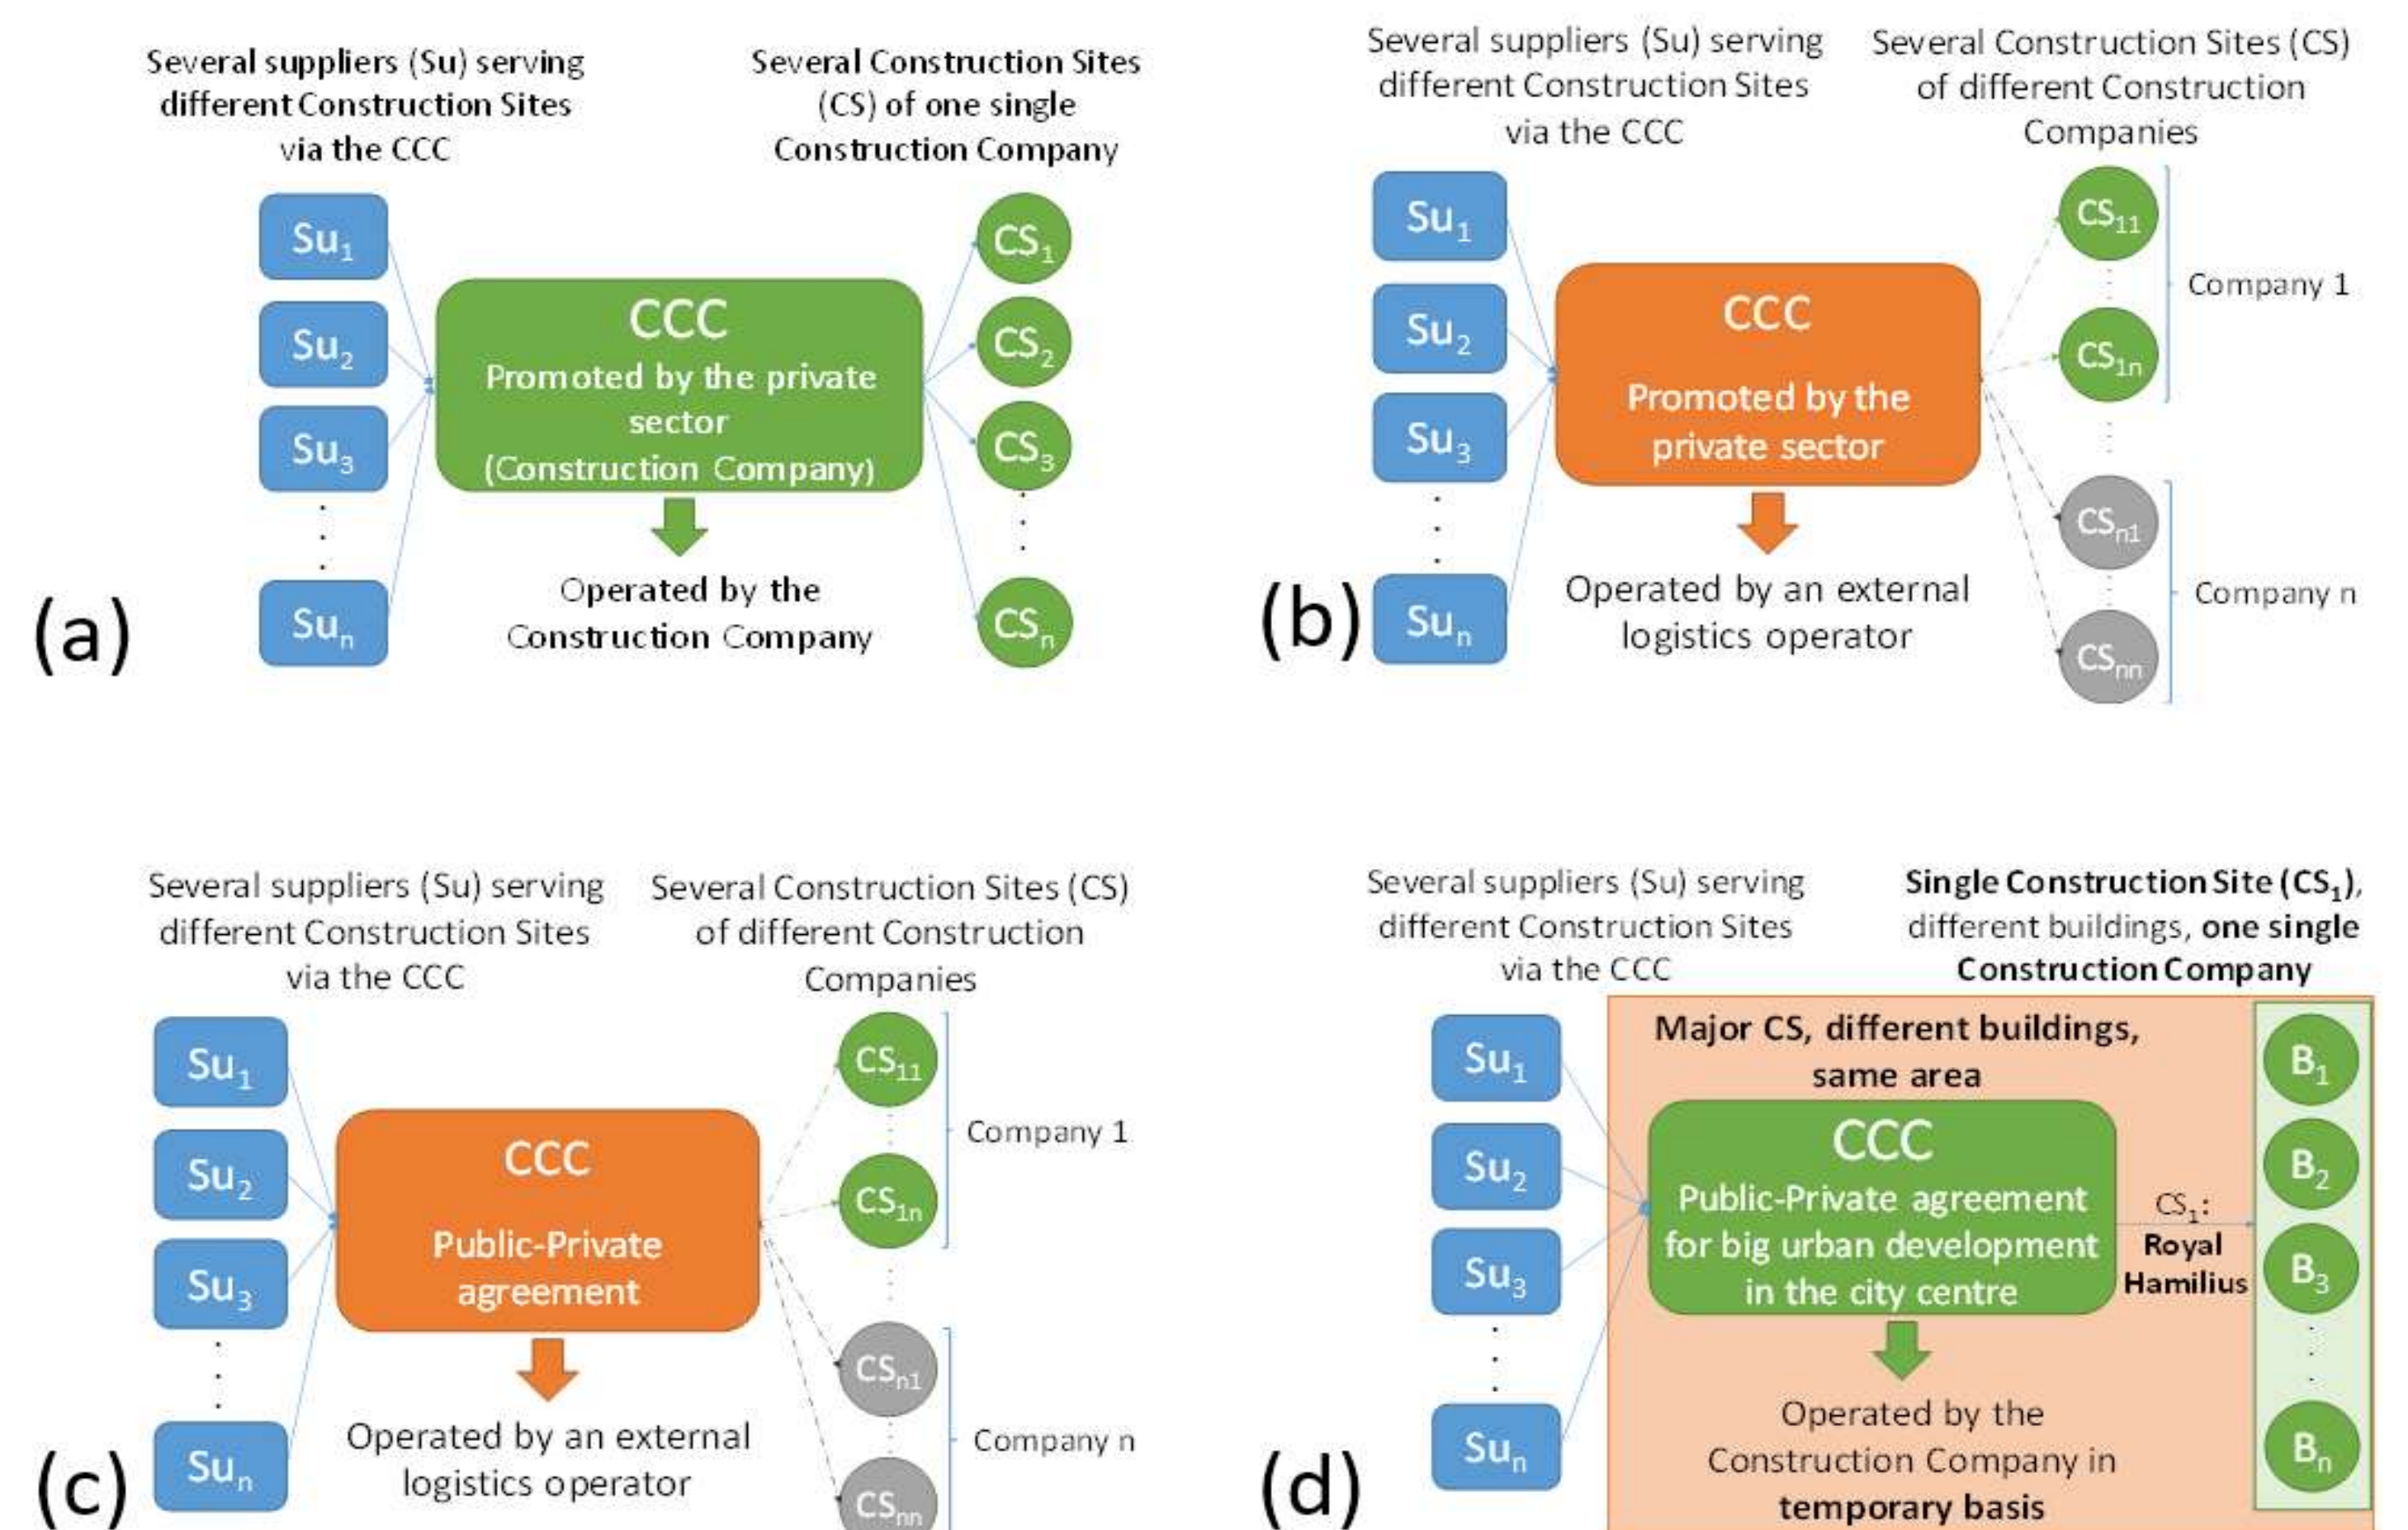 Several suppliers (Su) serving
different Construction Sites
via the CCC
Several Construction Sites
(CS) of one single
Construction Company
Su1
Su2
Su3
Sun
CCC
Promoted by the private
sector
(Construction Company)
Operated by the
Construction Company
CS1
CS2
CS3
CSn
(a)
Several suppliers (Su) serving
different Construction Sites
via the CCC
Several Construction Sites (CS)
of different Construction
Companies
Su1
Su2
Su3
Sun
CCC
Promoted by the
private sector
Operated by an external
logistics operator
CS11
CS1n
Company 1
CSn1
CSnn
Company n
(b)
Several suppliers (Su) serving
different Construction Sites
via the CCC
Several Construction Sites (CS)
of different Construction
Companies
Su1
Su2
Su3
Sun
CCC
Public-Private
agreement
Operated by an external
logistics operator
CS11
CS1n
Company 1
CSn1
CSnn
Company n
(c)
Several suppliers (Su) serving
different Construction Sites
via the CCC
Single Construction Site (CS1),
different buildings, one single
Construction Company
Su1
Su2
Su3
Sun
Major CS, different buildings,
same area
CCC
Public-Private agreement
for big urban development
in the city centre
Operated by the
Construction Company in
temporary basis
CS1:
Royal
Hamilius
B1
B2
B3
Bn
(d)